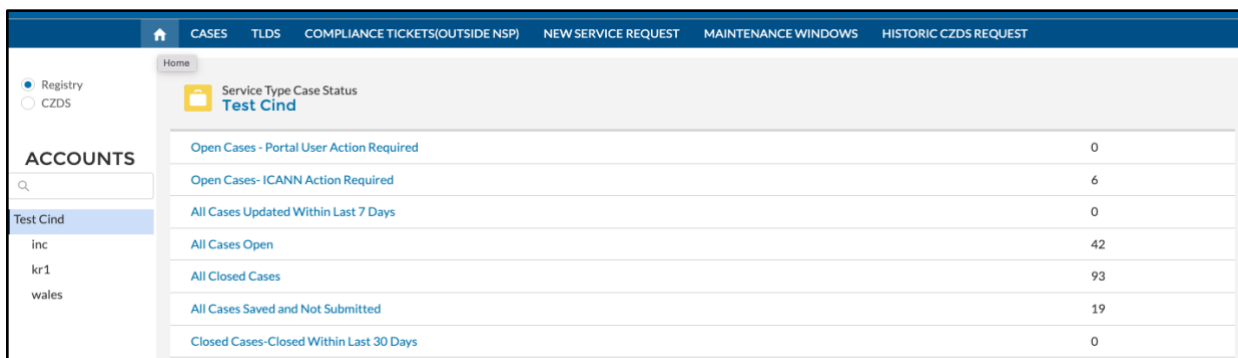 CASES TLDS COMPLIANCE TICKETS(OUTSIDE NSP) NEW SERVICE REQUEST MAINTENANCE WINDOWS HISTORIC CZDS REQUEST
Home
Registry
CZDS
ACCOUNTS
Test Cind
inc
kr1
wales
Service Type Case Status
Test Cind
Open Cases - Portal User Action Required 0
Open Cases- ICANN Action Required 6
All Cases Updated Within Last 7 Days 0
All Cases Open 42
All Closed Cases 93
All Cases Saved and Not Submitted 19
Closed Cases-Closed Within Last 30 Days 0